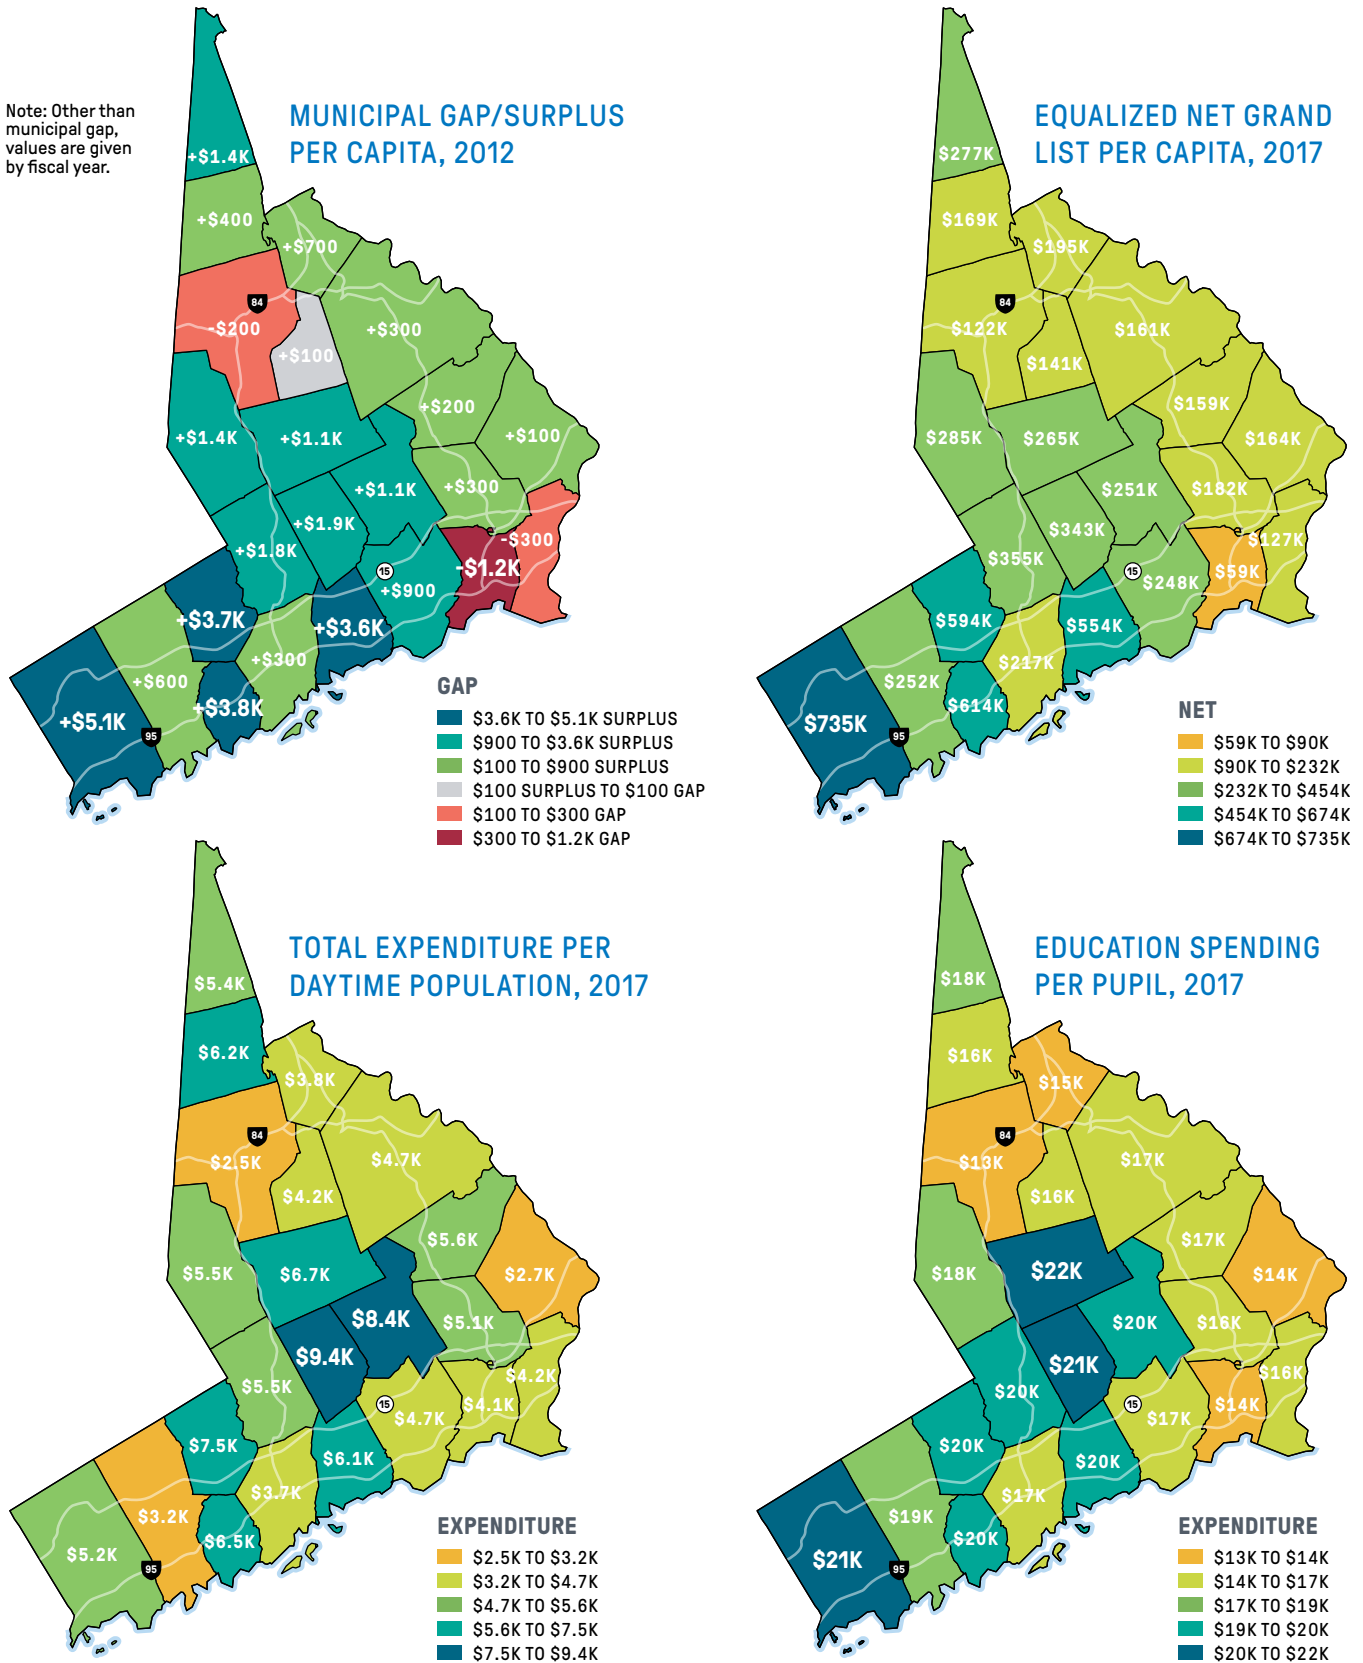 Note: Other than
municipal gap,
values are given
by fiscal year.
MUNICIPAL GAP/SURPLUS
PER CAPITA, 2012
+$1.4K
+$400
+$700
84
-$200
+$300
+$100
+$200
+$1.4K
+$1.1K
+$100
+$1.1K
+$300
+$1.9K
-$300
+$1.8K
-$1.2K
15
+$900
+$3.7K
+$3.6K
+$300
+$600
+$3.8K
+$5.1K
95
GAP
$3.6K TO $5.1K SURPLUS
$900 TO $3.6K SURPLUS
$100 TO $900 SURPLUS
$100 SURPLUS TO $100 GAP
$100 TO $300 GAP
$300 TO $1.2K GAP
EQUALIZED NET GRAND
LIST PER CAPITA, 2017
$277K
$169K
$195K
84
$122K
$161K
$141K
$159K
$285K
$265K
$164K
$251K
$182K
$343K
$127K
$355K
15
$59K
$248K
$594K
$554K
$217K
$252K
$614K
$735K
95
NET
$59K TO $90K
$90K TO $232K
$232K TO $454K
$454K TO $674K
$674K TO $735K
TOTAL EXPENDITURE PER
DAYTIME POPULATION, 2017
$5.4K
$6.2K
$3.8K
84
$2.5K
$4.7K
$4.2K
$5.6K
$5.5K
$6.7K
$2.7K
$8.4K
$5.1K
$9.4K
$4.2K
$5.5K
15
$4.1K
$4.7K
$7.5K
$6.1K
$3.7K
$3.2K
$6.5K
$5.2K
95
EXPENDITURE
$2.5K TO $3.2K
$3.2K TO $4.7K
$4.7K TO $5.6K
$5.6K TO $7.5K
$7.5K TO $9.4K
EDUCATION SPENDING
PER PUPIL, 2017
$18K
$16K
$15K
84
$13K
$17K
$16K
$17K
$18K
$22K
$14K
$20K
$16K
$21K
$16K
$20K
15
$14K
$17K
$20K
$20K
$17K
$19K
$20K
$21K
95
EXPENDITURE
$13K TO $14K
$14K TO $17K
$17K TO $19K
$19K TO $20K
$20K TO $22K